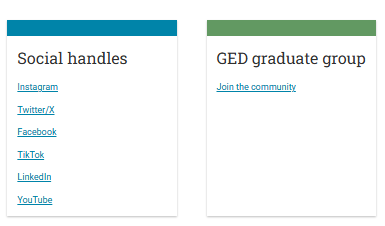 Social handles
Instagram
Twitter/X
Facebook
TikTok
LinkedIn
YouTube
GED graduate group
Join the community